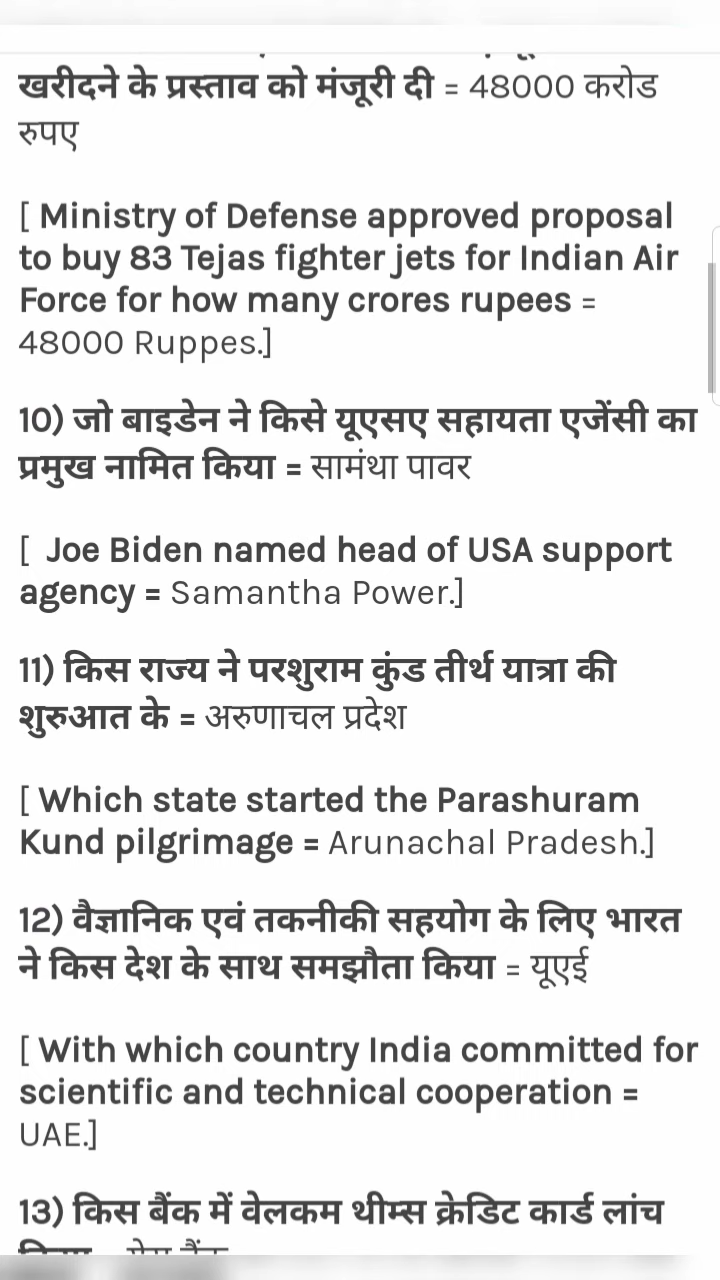 खरीदने के प्रस्ताव को मंजूरी दी = 48000 करोड
रुपए
[ Ministry of Defense approved proposal
to buy 83 Tejas fighter jets for Indian Air
Force for how many crores rupees =
48000 Ruppes.]
10) जो बाइडेन ने किसे यूएसए सहायता एजेंसी का
प्रमुख नामित किया = सामंथा पावर
[ Joe Biden named head of USA support
agency = Samantha Power.]
11) किस राज्य ने परशुराम कुंड तीर्थ यात्रा की
शुरुआत के = अरुणाचल प्रदेश
[ Which state started the Parashuram
Kund pilgrimage = Arunachal Pradesh.]
12) वैज्ञानिक एवं तकनीकी सहयोग के लिए भारत
ने किस देश के साथ समझौता किया = यूएई
[ With which country India committed for
scientific and technical cooperation =
UAE.]
13) किस बैंक में वेलकम थीम्स क्रेडिट कार्ड लांच